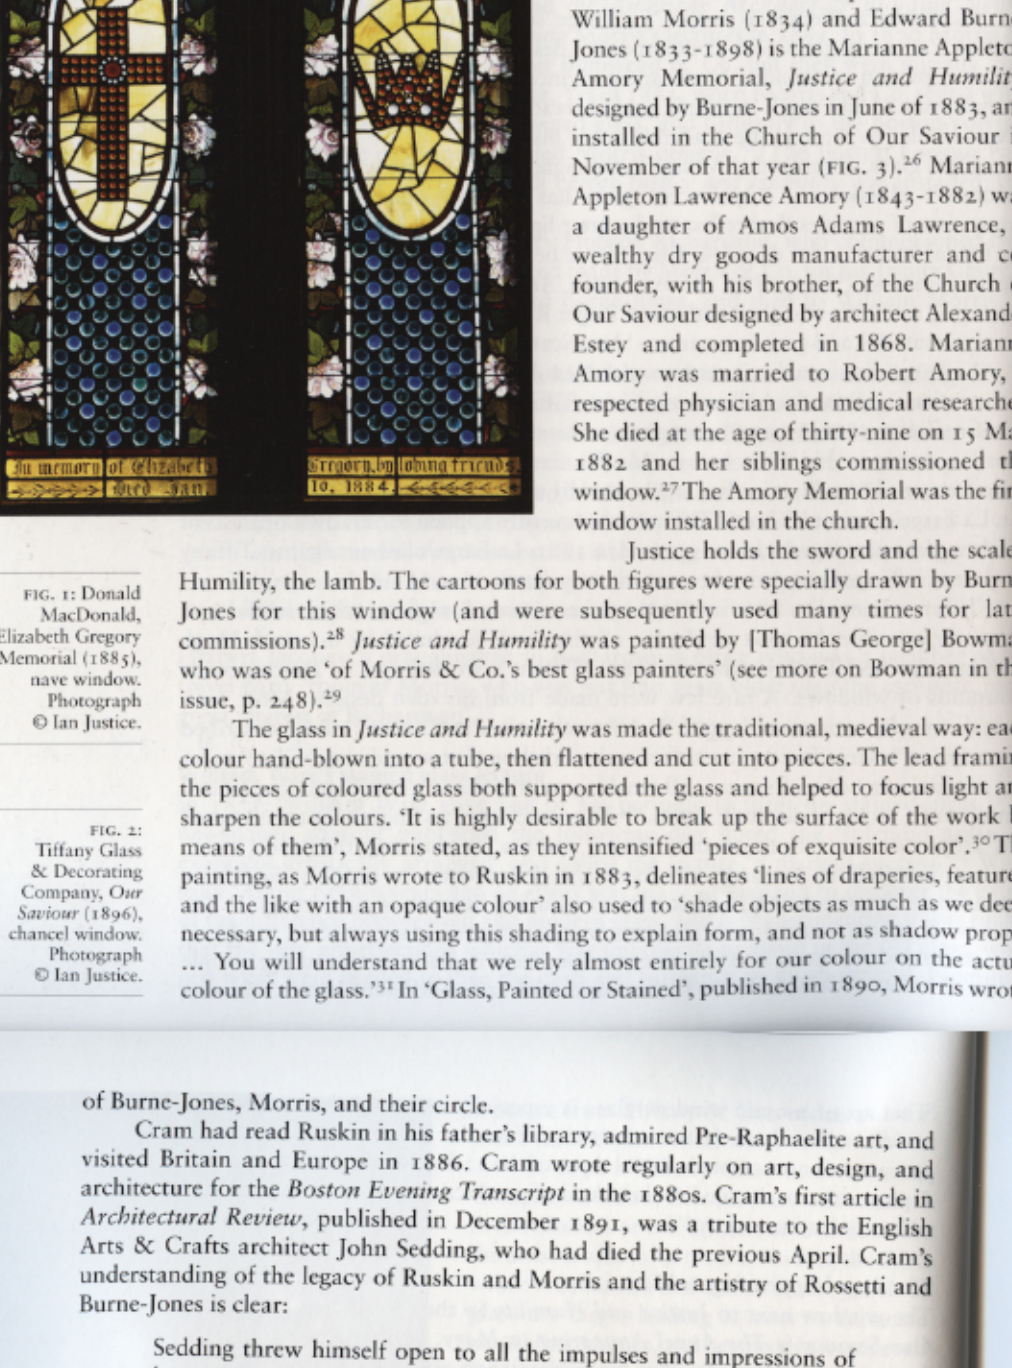 William Morris (1834) and Edward Burn
Jones (1833-1898) is the Marianne Appleto
Amory Memorial, Justice and Humilit
designed by Burne-Jones in June of 1883, an
installed in the Church of Our Saviour i
November of that year (FIG. 3).²⁶ Mariann
Appleton Lawrence Amory (1843-1882) wa
a daughter of Amos Adams Lawrence,
wealthy dry goods manufacturer and co
founder, with his brother, of the Church
Our Saviour designed by architect Alexand
Estey and completed in 1868. Mariann
Amory was married to Robert Amory,
respected physician and medical researche
She died at the age of thirty-nine on 15 Ma
1882 and her siblings commissioned th
window.²⁷ The Amory Memorial was the fir
window installed in the church.
Justice holds the sword and the scale
Humility, the lamb. The cartoons for both figures were specially drawn by Burn
Jones for this window (and were subsequently used many times for lat
commissions).²⁸ Justice and Humility was painted by [Thomas George] Bowma
who was one 'of Morris & Co.'s best glass painters' (see more on Bowman in th
issue, p. 248).²⁹
The glass in Justice and Humility was made the traditional, medieval way: eac
colour hand-blown into a tube, then flattened and cut into pieces. The lead framin
the pieces of coloured glass both supported the glass and helped to focus light an
sharpen the colours. 'It is highly desirable to break up the surface of the work
means of them', Morris stated, as they intensified 'pieces of exquisite color'.³⁰ Th
painting, as Morris wrote to Ruskin in 1883, delineates 'lines of draperies, feature
and the like with an opaque colour' also used to 'shade objects as much as we dee
necessary, but always using this shading to explain form, and not as shadow prop
... You will understand that we rely almost entirely for our colour on the actu
colour of the glass.'³¹ In 'Glass, Painted or Stained', published in 1890, Morris wrot
In memory of Elizabeth
Died Jan.
Gregory, by loving friends,
10, 1884.
FIG. 1: Donald
MacDonald,
Elizabeth Gregory
Memorial (1885),
nave window.
Photograph
© Ian Justice.
FIG. 2:
Tiffany Glass
& Decorating
Company, Our
Saviour (1896),
chancel window.
Photograph
© Ian Justice.
of Burne-Jones, Morris, and their circle.
Cram had read Ruskin in his father's library, admired Pre-Raphaelite art, and
visited Britain and Europe in 1886. Cram wrote regularly on art, design, and
architecture for the Boston Evening Transcript in the 1880s. Cram's first article in
Architectural Review, published in December 1891, was a tribute to the English
Arts & Crafts architect John Sedding, who had died the previous April. Cram's
understanding of the legacy of Ruskin and Morris and the artistry of Rossetti and
Burne-Jones is clear:
Sedding threw himself open to all the impulses and impressions of